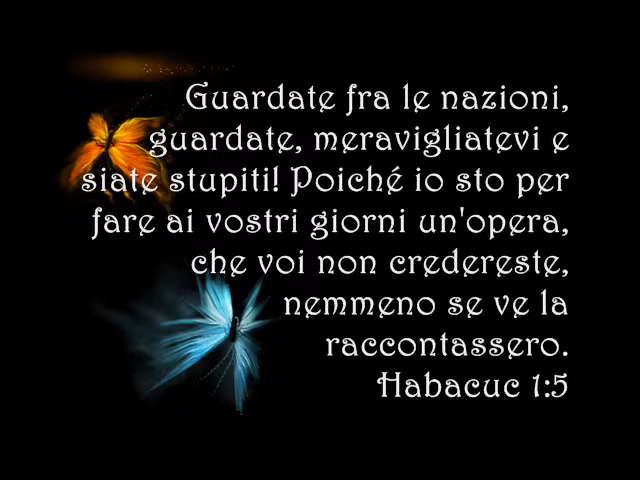 Guardate fra le nazioni,
guardate, meravigliatevi e
siate stupiti! Poiché io sto per
fare ai vostri giorni un'opera,
che voi non credereste,
nemmeno se ve la
raccontassero.
Habacuc 1:5